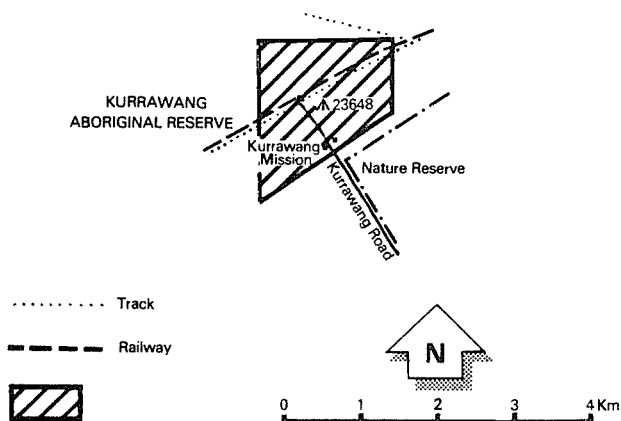 KURRAWANG
ABORIGINAL RESERVE
23648
Kurrawang
Mission
Nature Reserve
Kurrawang Road
Track
Railway
N
0 1 2 3 4 Km